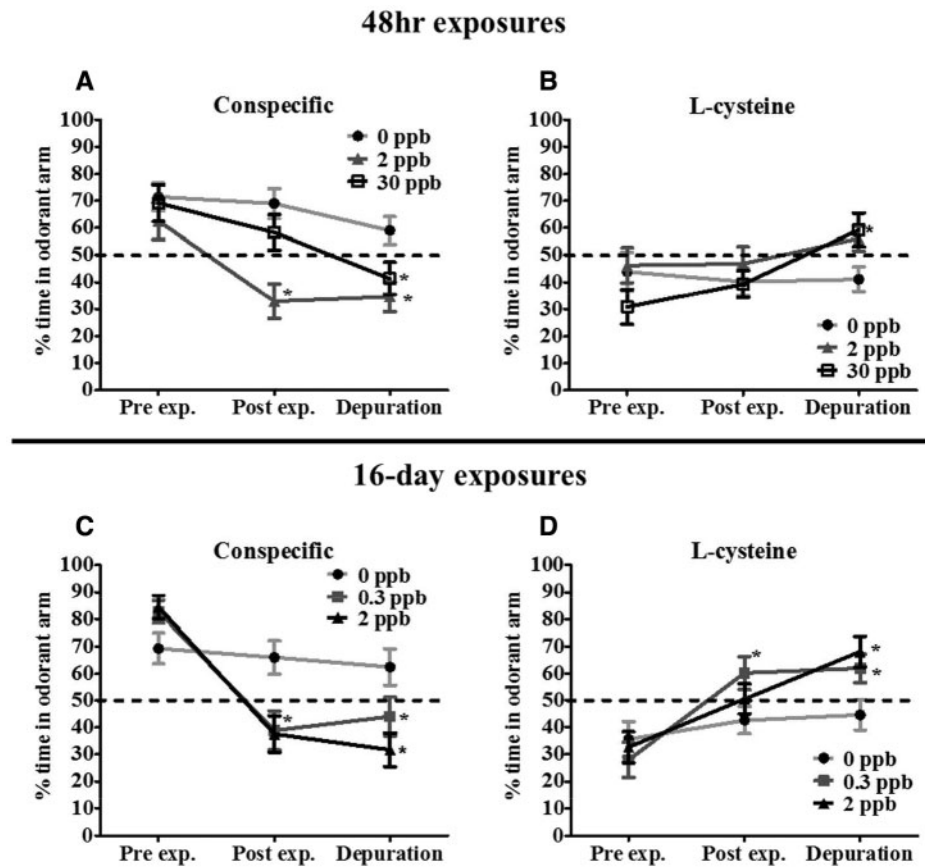 48hr exposures
A
Conspecific
% time in odorant arm
100
90
80
70
60
50
40
30
20
10
0
0 ppb
2 ppb
30 ppb
*
*
*
Pre exp. Post exp. Depuration
B
L-cysteine
% time in odorant arm
100
90
80
70
60
50
40
30
20
10
0
*
0 ppb
2 ppb
30 ppb
Pre exp. Post exp. Depuration
16-day exposures
C
Conspecific
% time in odorant arm
100
90
80
70
60
50
40
30
20
10
0
0 ppb
0.3 ppb
2 ppb
*
*
*
Pre exp. Post exp. Depuration
D
L-cysteine
% time in odorant arm
100
90
80
70
60
50
40
30
20
10
0
*
*
*
0 ppb
0.3 ppb
2 ppb
Pre exp. Post exp. Depuration